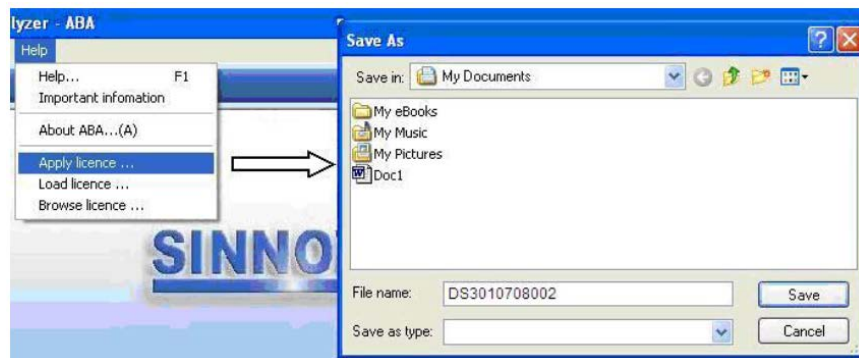 lyzer - ABA
Help
Help... F1
Important infomation
About ABA...(A)
Apply licence ...
Load licence ...
Browse licence ...
SINNO
Save As
Save in: My Documents
My eBooks
My Music
My Pictures
Doc1
File name: DS3010708002
Save
Save as type:
Cancel